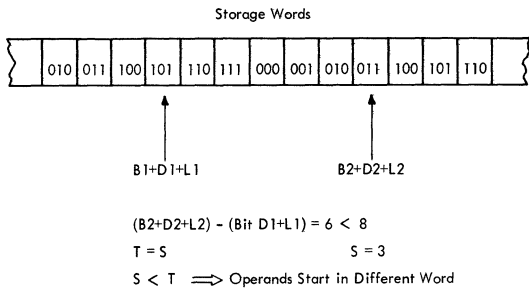 Storage Words
010 011 100 101 110 111 000 001 010 011 100 101 110
B1+D1+L1 B2+D2+L2
(B2+D2+L2) - (Bit D1+L1) = 6 < 8
T = S S = 3
S < T ⟹ Operands Start in Different Word